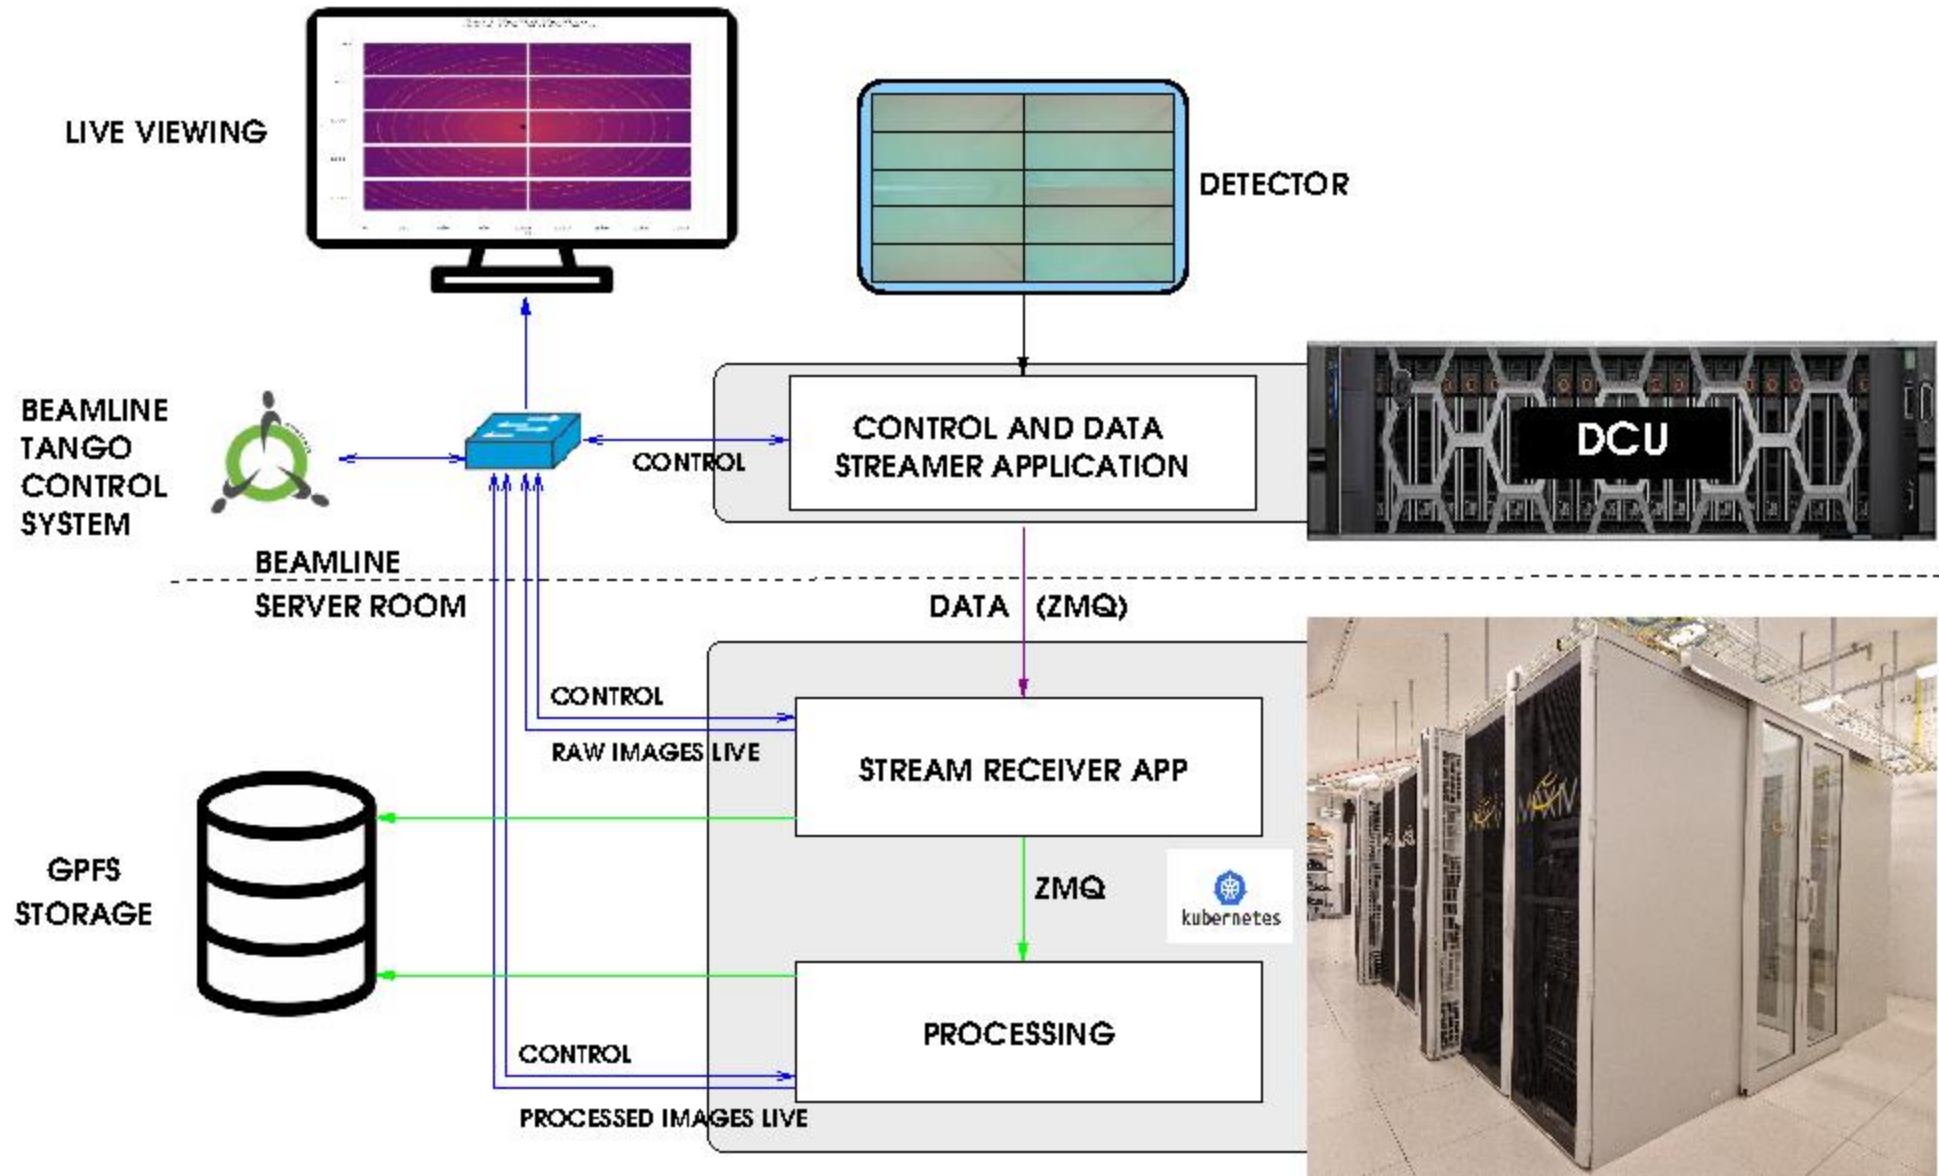 LIVE VIEWING
DETECTOR
BEAMLINE
TANGO
CONTROL
SYSTEM
CONTROL
CONTROL AND DATA
STREAMER APPLICATION
DCU
BEAMLINE
SERVER ROOM
DATA (ZMQ)
CONTROL
RAW IMAGES LIVE
STREAM RECEIVER APP
GPFS
STORAGE
ZMQ
kubernetes
CONTROL
PROCESSING
PROCESSED IMAGES LIVE